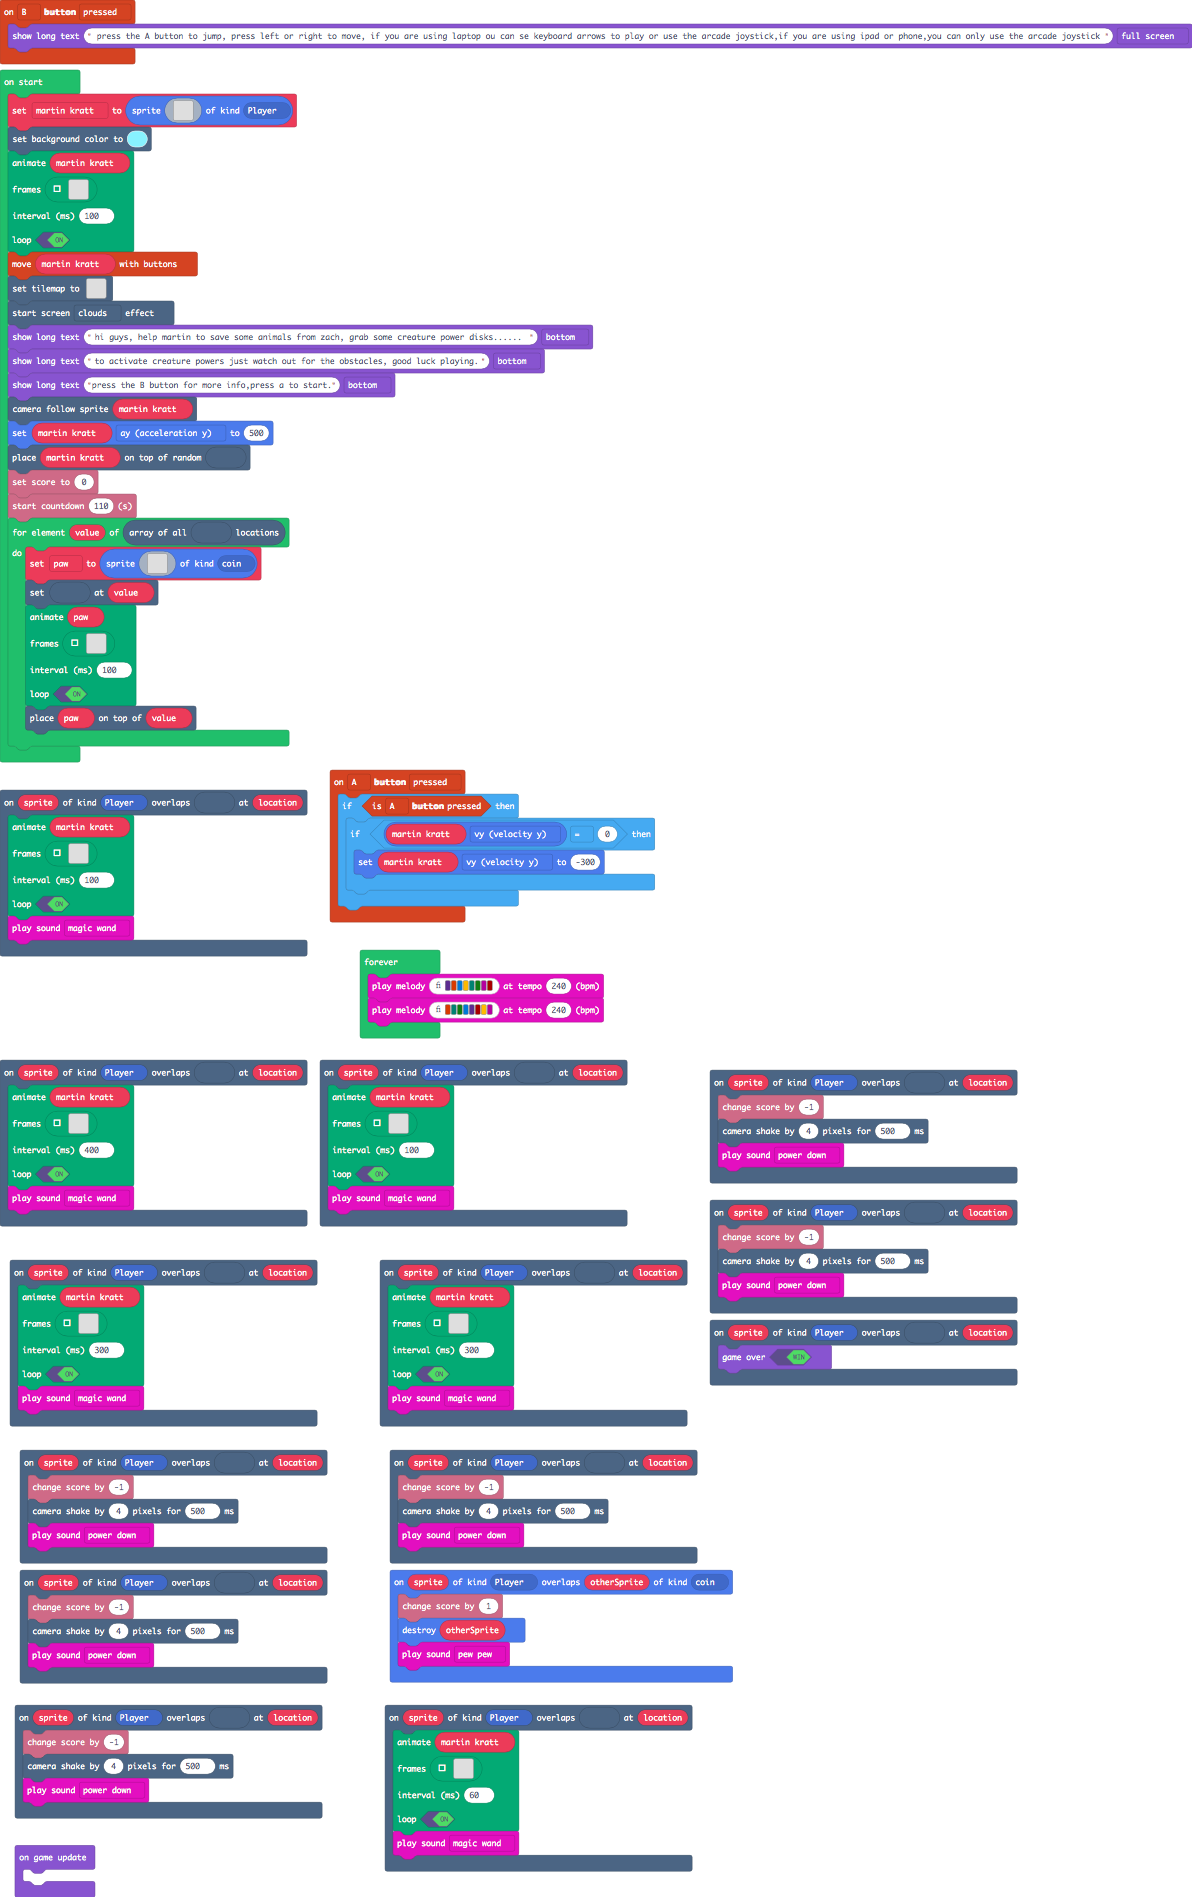 on B button pressed
show long text " press the A button to jump, press left or right to move, if you are using laptop ou can se keyboard arrows to play or use the arcade joystick,if you are using ipad or phone,you can only use the arcade joystick " full screen
on start
set martin kratt to sprite of kind Player
set background color to
animate martin kratt
frames
interval (ms) 100
loop ON
move martin kratt with buttons
set tilemap to
start screen clouds effect
show long text " hi guys, help martin to save some animals from zach, grab some creature power disks...... " bottom
show long text " to activate creature powers just watch out for the obstacles, good luck playing. " bottom
show long text "press the B button for more info,press a to start." bottom
camera follow sprite martin kratt
set martin kratt ay (acceleration y) to 500
place martin kratt on top of random
set score to 0
start countdown 110 (s)
for element value of array of all locations
do
set paw to sprite of kind coin
set at value
animate paw
frames
interval (ms) 100
loop ON
place paw on top of value
on A button pressed
if is A button pressed then
if martin kratt vy (velocity y) = 0 then
set martin kratt vy (velocity y) to -300
on sprite of kind Player overlaps at location
animate martin kratt
frames
interval (ms) 100
loop ON
play sound magic wand
forever
play melody at tempo 240 (bpm)
play melody at tempo 240 (bpm)
on sprite of kind Player overlaps at location
animate martin kratt
frames
interval (ms) 400
loop ON
play sound magic wand
on sprite of kind Player overlaps at location
animate martin kratt
frames
interval (ms) 100
loop ON
play sound magic wand
on sprite of kind Player overlaps at location
change score by -1
camera shake by 4 pixels for 500 ms
play sound power down
on sprite of kind Player overlaps at location
change score by -1
camera shake by 4 pixels for 500 ms
play sound power down
on sprite of kind Player overlaps at location
animate martin kratt
frames
interval (ms) 300
loop ON
play sound magic wand
on sprite of kind Player overlaps at location
animate martin kratt
frames
interval (ms) 300
loop ON
play sound magic wand
on sprite of kind Player overlaps at location
game over WIN
on sprite of kind Player overlaps at location
change score by -1
camera shake by 4 pixels for 500 ms
play sound power down
on sprite of kind Player overlaps at location
change score by -1
camera shake by 4 pixels for 500 ms
play sound power down
on sprite of kind Player overlaps at location
change score by -1
camera shake by 4 pixels for 500 ms
play sound power down
on sprite of kind Player overlaps otherSprite of kind coin
change score by 1
destroy otherSprite
play sound pew pew
on sprite of kind Player overlaps at location
change score by -1
camera shake by 4 pixels for 500 ms
play sound power down
on sprite of kind Player overlaps at location
animate martin kratt
frames
interval (ms) 60
loop ON
play sound magic wand
on game update